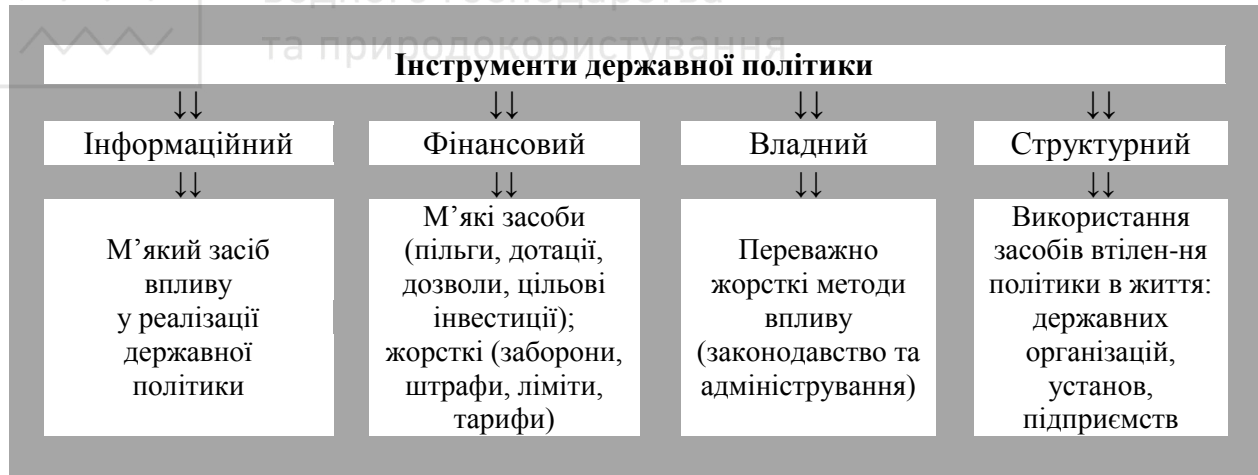 водного господарства
та природокористування
Інструменти державної політики
↓↓ ↓↓ ↓↓ ↓↓
Інформаційний Фінансовий Владний Структурний
↓↓ ↓↓ ↓↓ ↓↓
М’який засіб
впливу
у реалізації
державної
політики
М’які засоби
(пільги, дотації,
дозволи, цільові
інвестиції);
жорсткі (заборони,
штрафи, ліміти,
тарифи)
Переважно
жорсткі методи
впливу
(законодавство та
адміністрування)
Використання
засобів втілен-ня
політики в життя:
державних
організацій,
установ,
підприємств